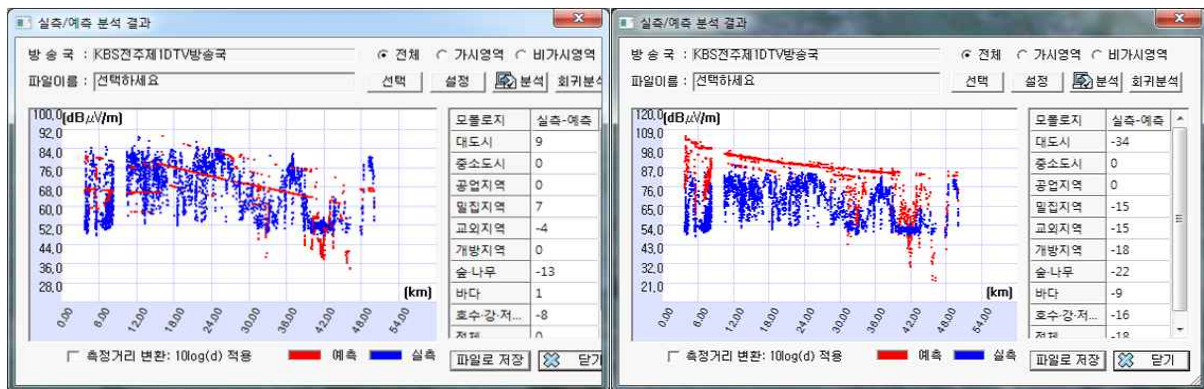 실측/예측 분석 결과
방 송 국 : KBS전주제1DTV방송국
전체 가시영역 비가시영역
파일이름 : 선택하세요
선택 설정 분석 회귀분석
100,0 (dBμV/m)
92,0
84,0
76,0
68,0
60,0
52,0
44,0
36,0
28,0
(km)
0,00 6,00 12,00 18,00 24,00 30,00 36,00 42,00 48,00 54,00
모폴로지 실측-예측
대도시 9
중소도시 0
공업지역 0
밀집지역 7
교외지역 -4
개방지역 0
숲·나무 -13
바다 1
호수·강·저... -8
전체 0
측정거리 변환: 10log(d) 적용
예측 실측
파일로 저장 닫기
실측/예측 분석 결과
방 송 국 : KBS전주제1DTV방송국
전체 가시영역 비가시영역
파일이름 : 선택하세요
선택 설정 분석 회귀분석
120,0 (dBμV/m)
109,0
98,0
87,0
76,0
65,0
54,0
43,0
32,0
21,0
(km)
0,00 6,00 12,00 18,00 24,00 30,00 36,00 42,00 48,00 54,00
모폴로지 실측-예측
대도시 -34
중소도시 0
공업지역 0
밀집지역 -15
교외지역 -15
개방지역 -18
숲·나무 -22
바다 -9
호수·강·저... -16
전체 -18
측정거리 변환: 10log(d) 적용
예측 실측
파일로 저장 닫기